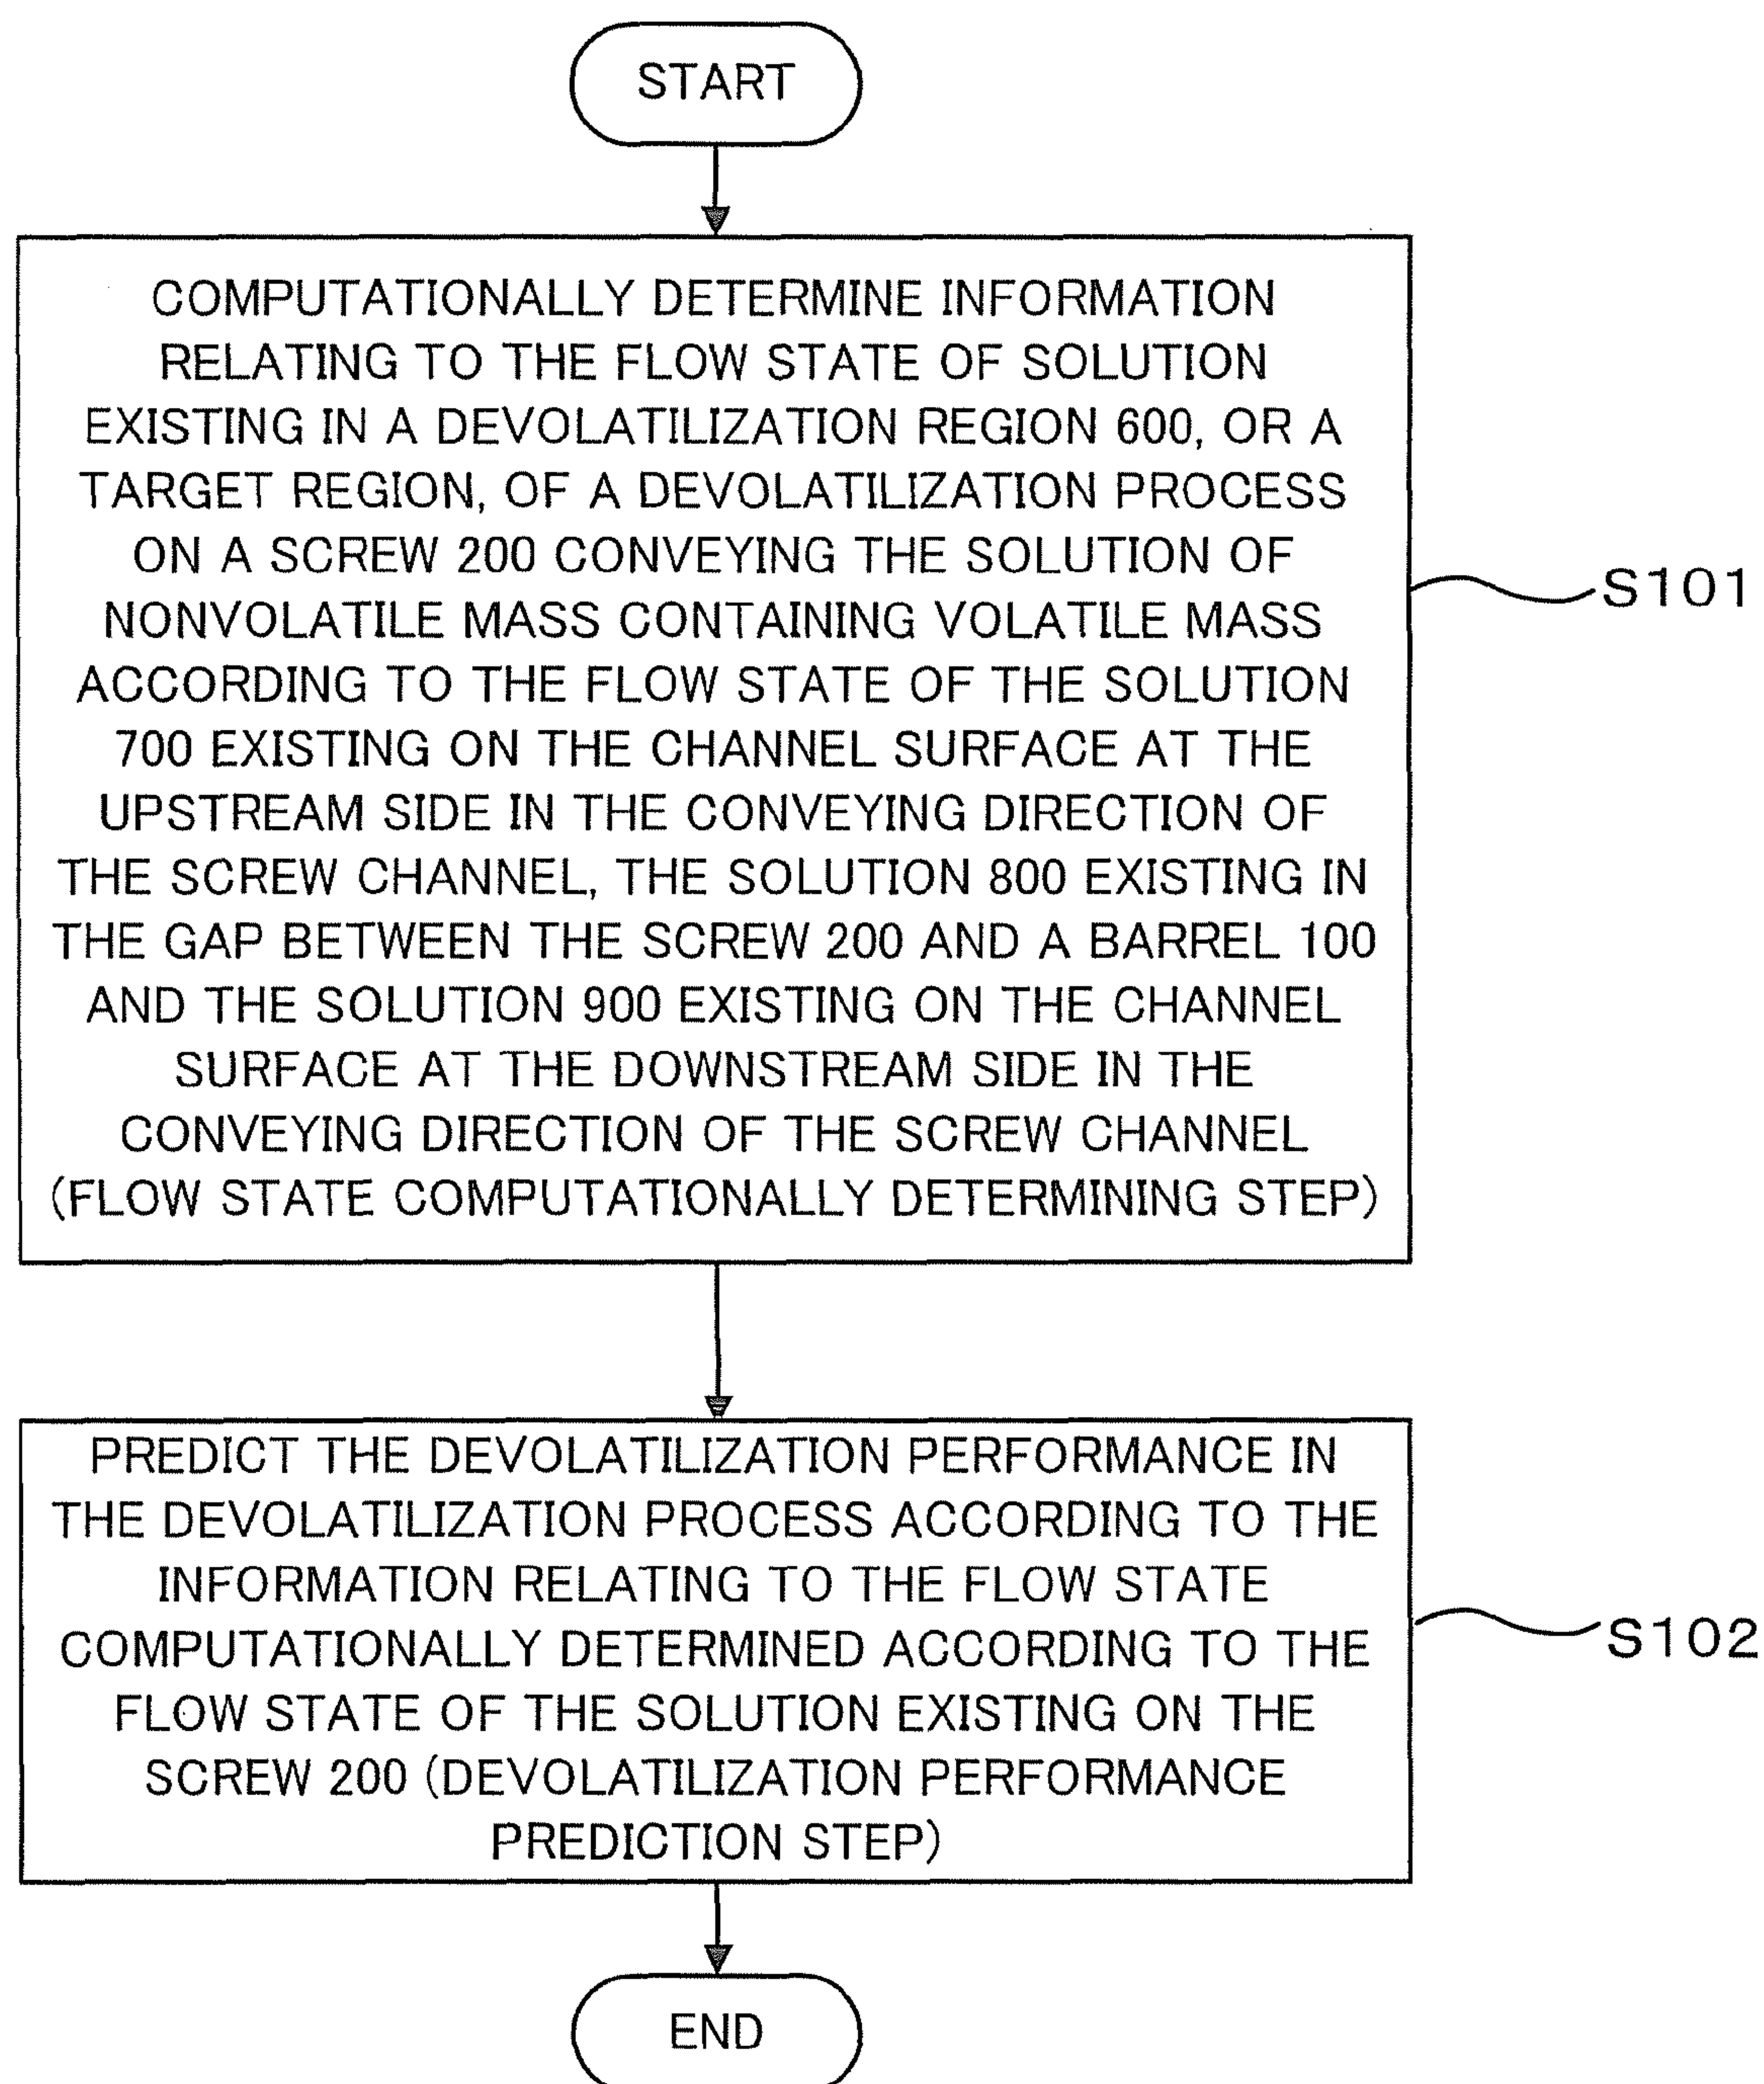 START
COMPUTATIONALLY DETERMINE INFORMATION
RELATING TO THE FLOW STATE OF SOLUTION
EXISTING IN A DEVOLATILIZATION REGION 600, OR A
TARGET REGION, OF A DEVOLATILIZATION PROCESS
ON A SCREW 200 CONVEYING THE SOLUTION OF
NONVOLATILE MASS CONTAINING VOLATILE MASS
ACCORDING TO THE FLOW STATE OF THE SOLUTION
700 EXISTING ON THE CHANNEL SURFACE AT THE
UPSTREAM SIDE IN THE CONVEYING DIRECTION OF
THE SCREW CHANNEL, THE SOLUTION 800 EXISTING IN
THE GAP BETWEEN THE SCREW 200 AND A BARREL 100
AND THE SOLUTION 900 EXISTING ON THE CHANNEL
SURFACE AT THE DOWNSTREAM SIDE IN THE
CONVEYING DIRECTION OF THE SCREW CHANNEL
(FLOW STATE COMPUTATIONALLY DETERMINING STEP)
S101
PREDICT THE DEVOLATILIZATION PERFORMANCE IN
THE DEVOLATILIZATION PROCESS ACCORDING TO THE
INFORMATION RELATING TO THE FLOW STATE
COMPUTATIONALLY DETERMINED ACCORDING TO THE
FLOW STATE OF THE SOLUTION EXISTING ON THE
SCREW 200 (DEVOLATILIZATION PERFORMANCE
PREDICTION STEP)
S102
END